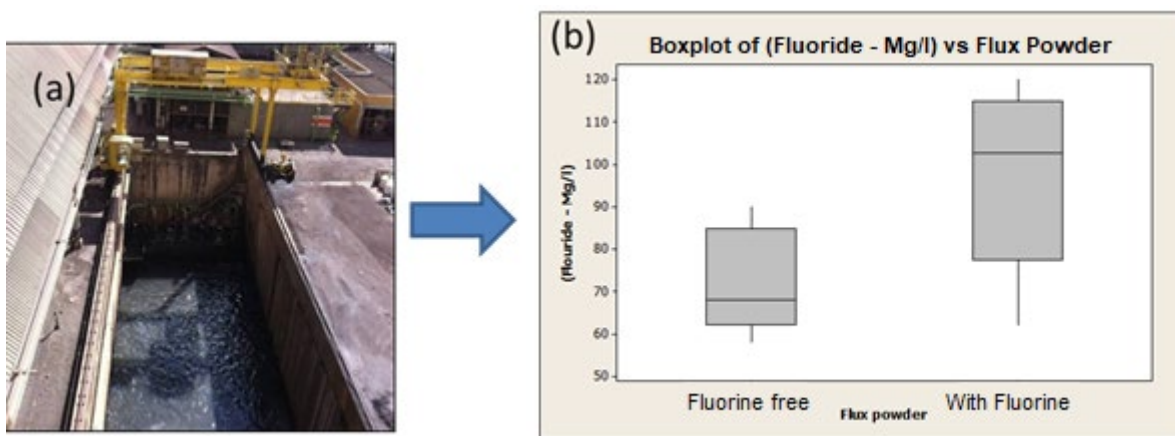 (a)
(b)
Boxplot of (Fluoride - Mg/l) vs Flux Powder
(Flouride - Mg/l)
120
110
100
90
80
70
60
50
Fluorine free
With Fluorine
Flux powder